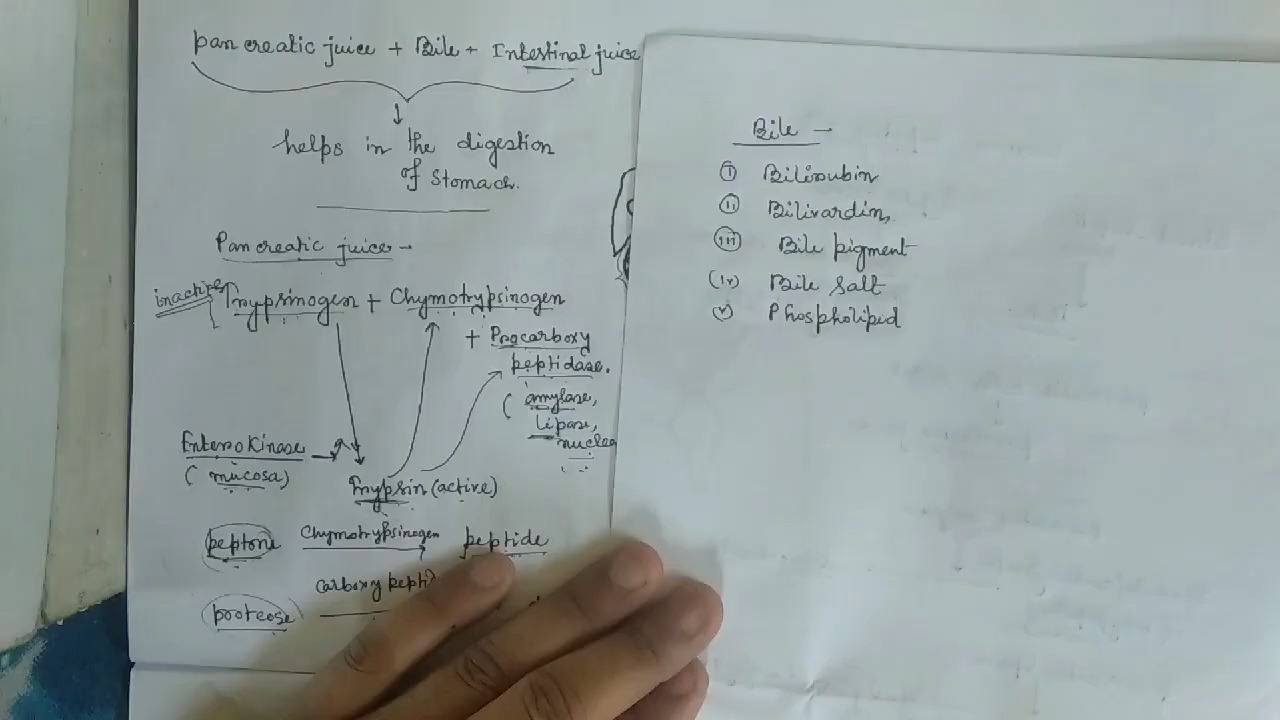 Pancreatic juice + Bile + Intestinal juice
helps in the digestion
of Stomach.
Pancreatic juice -
inactive Trypsinogen + Chymotrypsinogen
+ Procarboxy
peptidase.
(amylase,
Lipase,
nuclea
Enterokinase
(mucosa)
Trypsin (active)
peptone Chymotrypsinogen peptide
carboxy pepti
proteose
Bile -
(i) Bilirubin
(ii) Bilivardin,
(iii) Bile pigment
(iv) Bile Salt
(v) Phospholipid